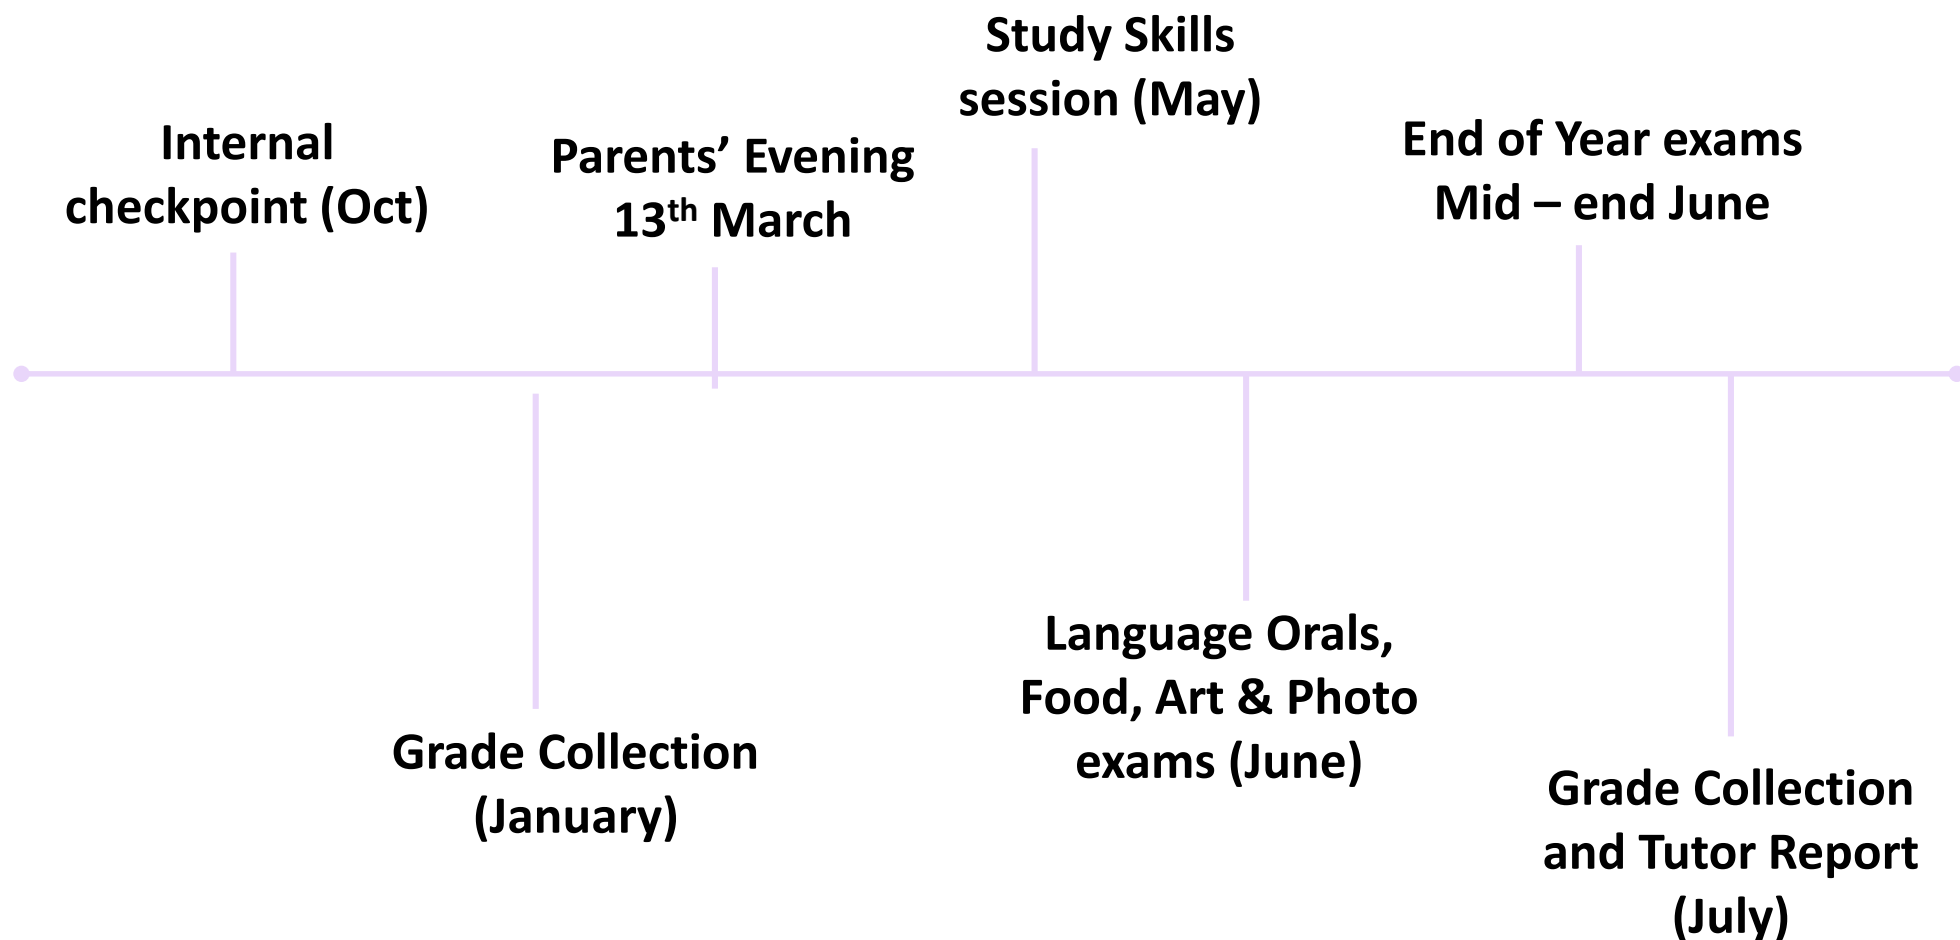 Internal
checkpoint (Oct)
Grade Collection
(January)
Parents’ Evening
13th March
Study Skills
session (May)
Language Orals,
Food, Art & Photo
exams (June)
End of Year exams
Mid – end June
Grade Collection
and Tutor Report
(July)